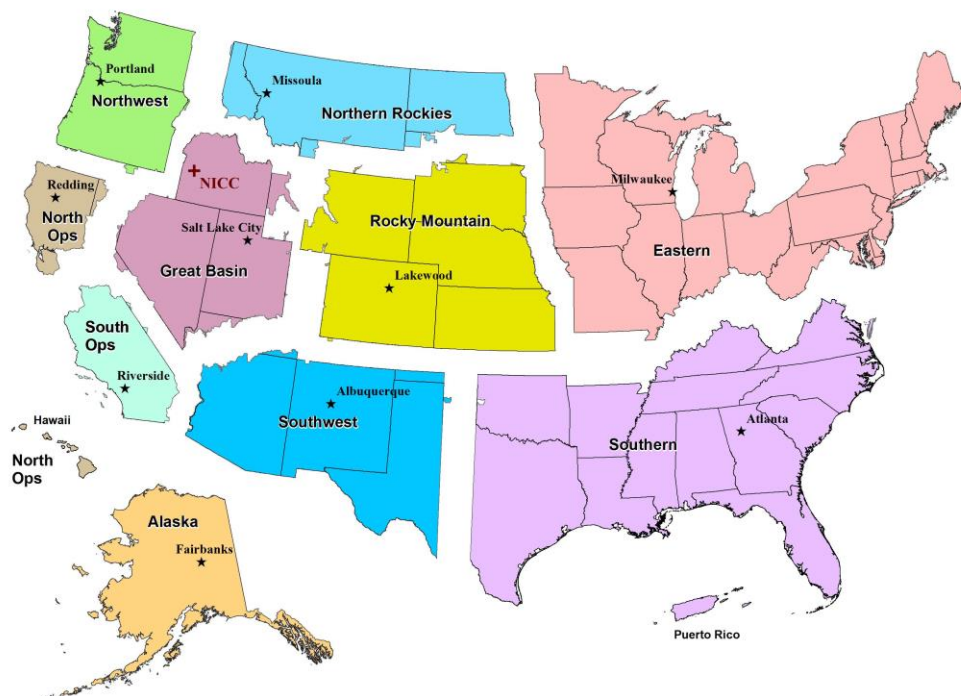 Portland
Northwest
Missoula
Northern Rockies
NICC
Redding
North
Ops
Salt Lake City
Great Basin
Rocky Mountain
Lakewood
Milwaukee
Eastern
South
Ops
Riverside
Albuquerque
Southwest
Atlanta
Southern
Hawaii
North
Ops
Alaska
Fairbanks
Puerto Rico